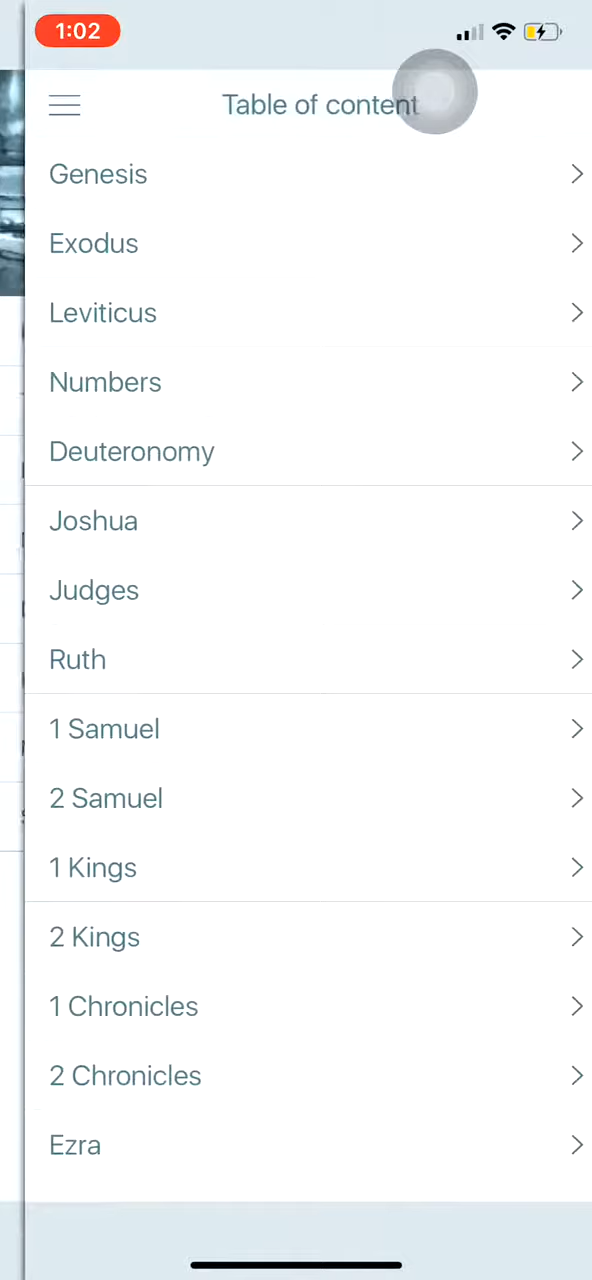 1:02
Table of content
Genesis
Exodus
Leviticus
Numbers
Deuteronomy
Joshua
Judges
Ruth
1 Samuel
2 Samuel
1 Kings
2 Kings
1 Chronicles
2 Chronicles
Ezra